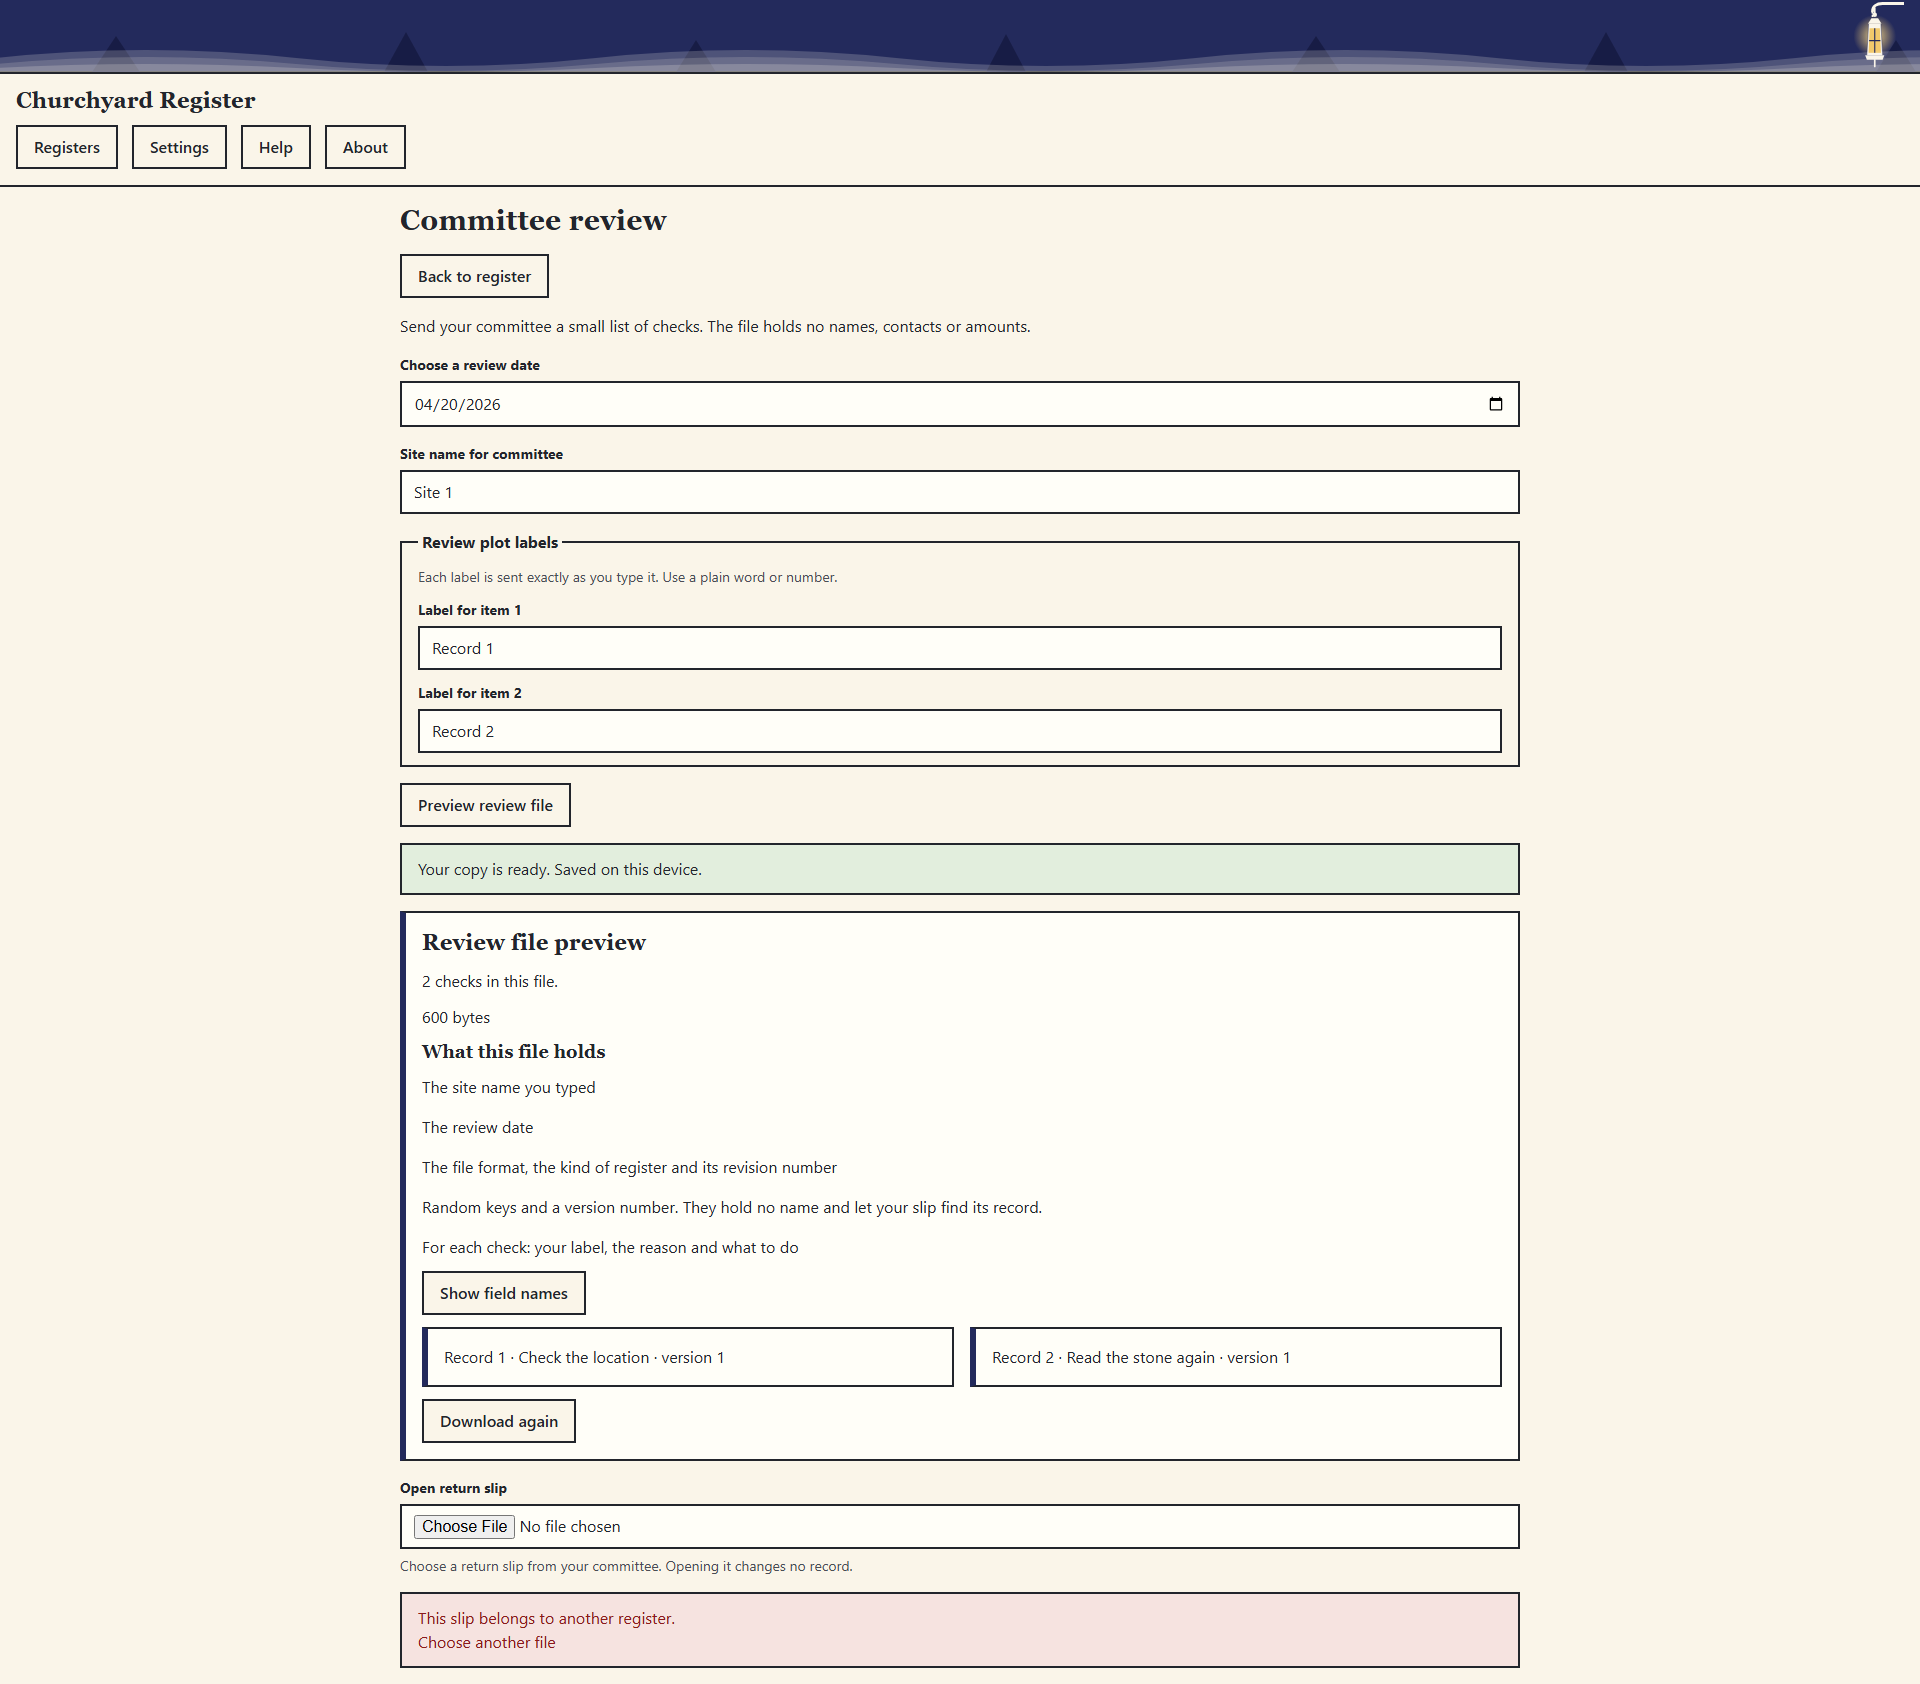 Churchyard Register
Registers
Settings
Help
About
Committee review
Back to register
Send your committee a small list of checks. The file holds no names, contacts or amounts.
Choose a review date
04/20/2026
Site name for committee
Site 1
Review plot labels
Each label is sent exactly as you type it. Use a plain word or number.
Label for item 1
Record 1
Label for item 2
Record 2
Preview review file
Your copy is ready. Saved on this device.
Review file preview
2 checks in this file.
600 bytes
What this file holds
The site name you typed
The review date
The file format, the kind of register and its revision number
Random keys and a version number. They hold no name and let your slip find its record.
For each check: your label, the reason and what to do
Show field names
Record 1 · Check the location · version 1
Record 2 · Read the stone again · version 1
Download again
Open return slip
Choose File No file chosen
Choose a return slip from your committee. Opening it changes no record.
This slip belongs to another register.
Choose another file